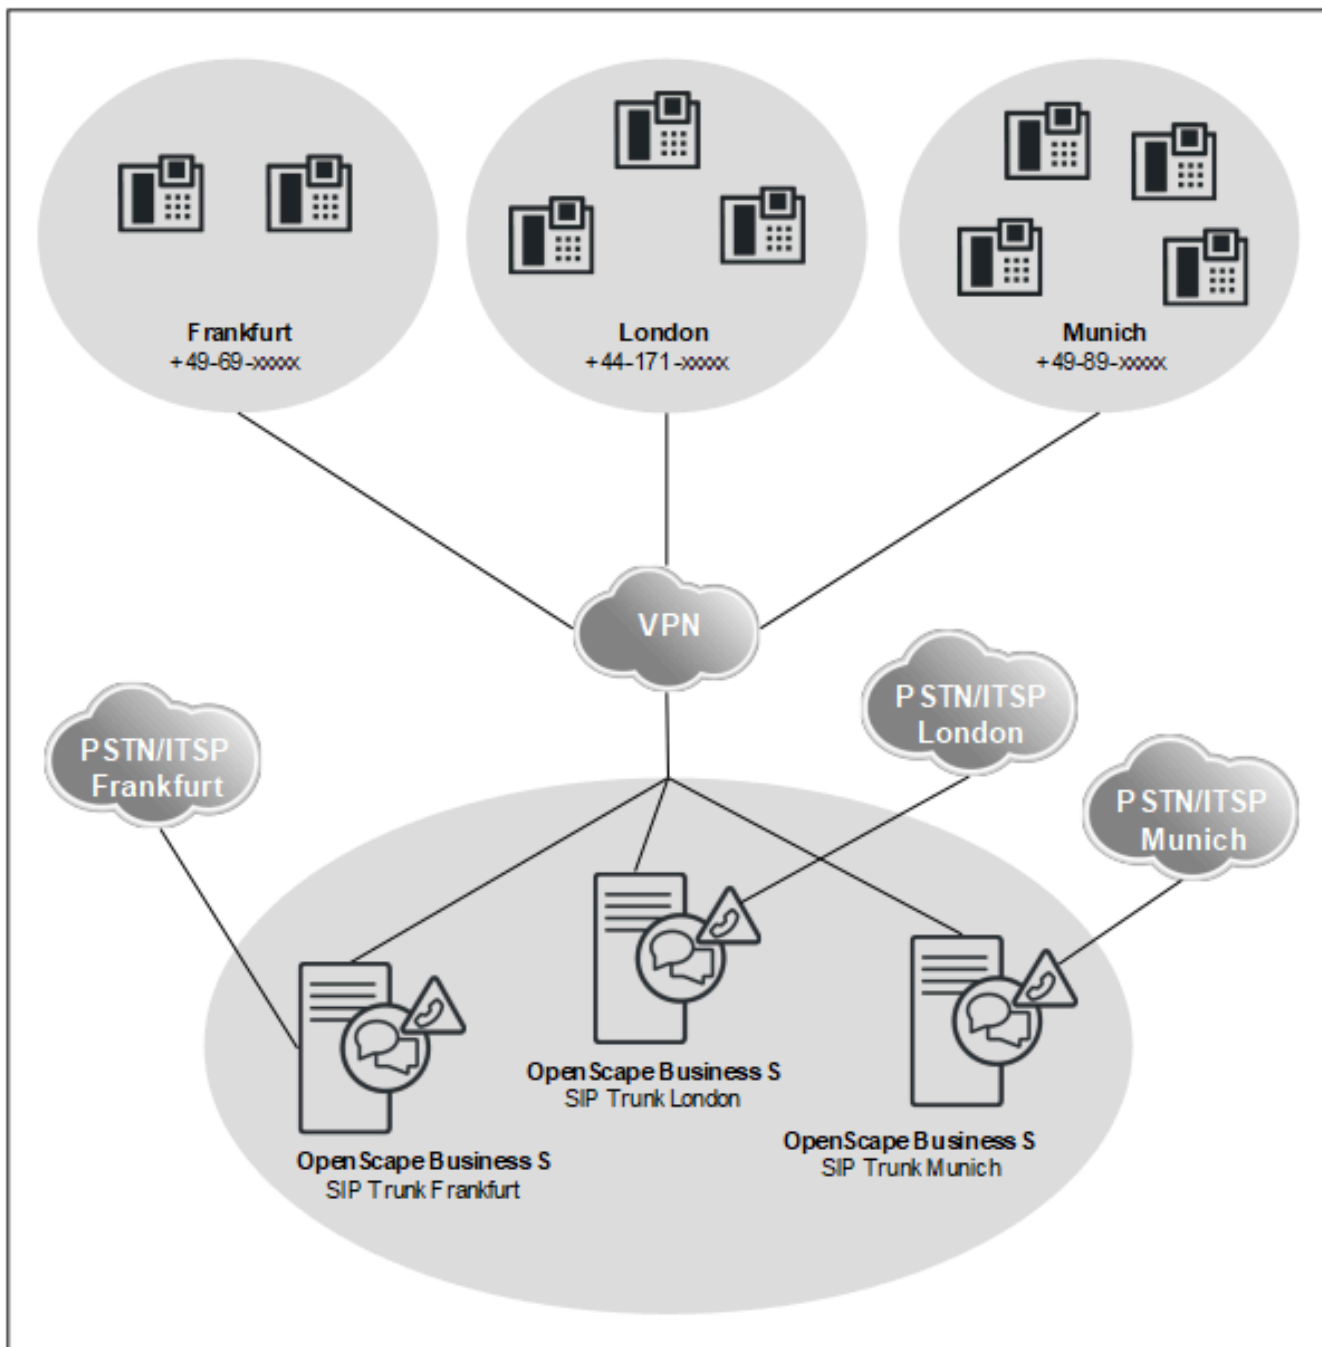 Frankfurt
+49-69-xxxxx
London
+44-171-xxxxx
Munich
+49-89-xxxxx
VPN
PSTN/ITSP
London
PSTN/ITSP
Frankfurt
PSTN/ITSP
Munich
OpenScape Business S
SIP Trunk London
OpenScape Business S
SIP Trunk Munich
OpenScape Business S
SIP Trunk Frankfurt